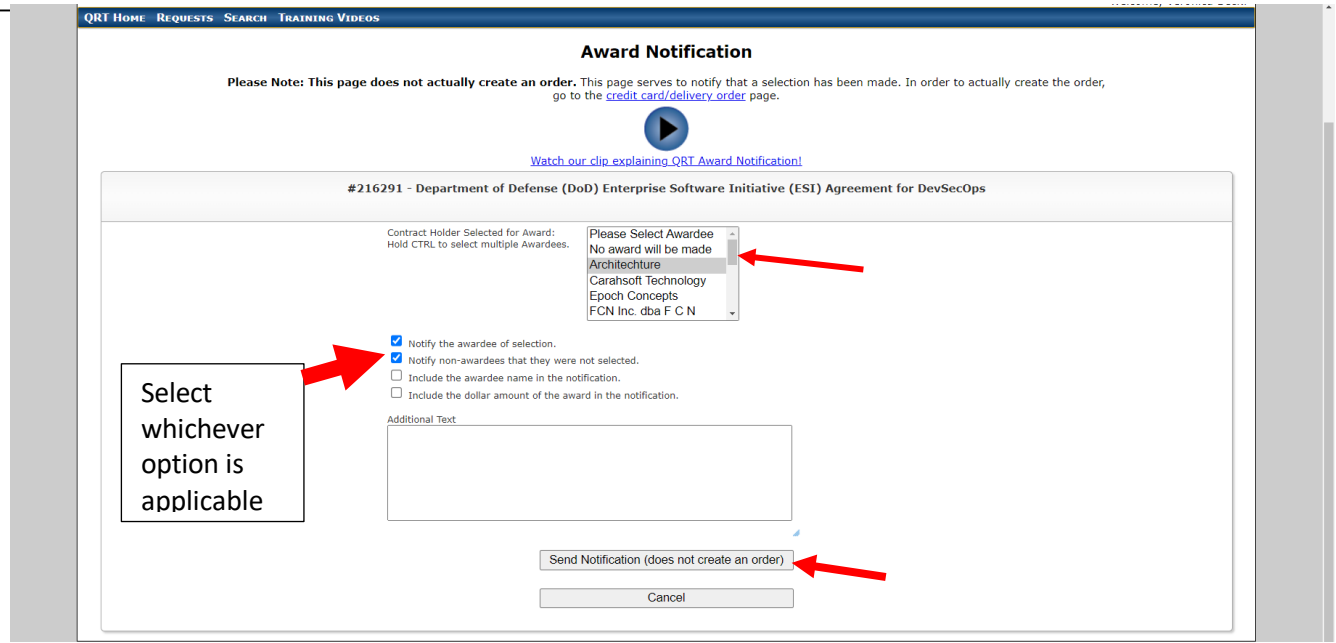 QRT Home Requests Search Training Videos
Award Notification
Please Note: This page does not actually create an order. This page serves to notify that a selection has been made. In order to actually create the order,
go to the credit card/delivery order page.
Watch our clip explaining QRT Award Notification!
#216291 - Department of Defense (DoD) Enterprise Software Initiative (ESI) Agreement for DevSecOps
Contract Holder Selected for Award:
Hold CTRL to select multiple Awardees.
Please Select Awardee
No award will be made
Architechture
Carahsoft Technology
Epoch Concepts
FCN Inc. dba F C N
Notify the awardee of selection.
Notify non-awardees that they were not selected.
Include the awardee name in the notification.
Include the dollar amount of the award in the notification.
Select
whichever
option is
applicable
Additional Text
Send Notification (does not create an order)
Cancel